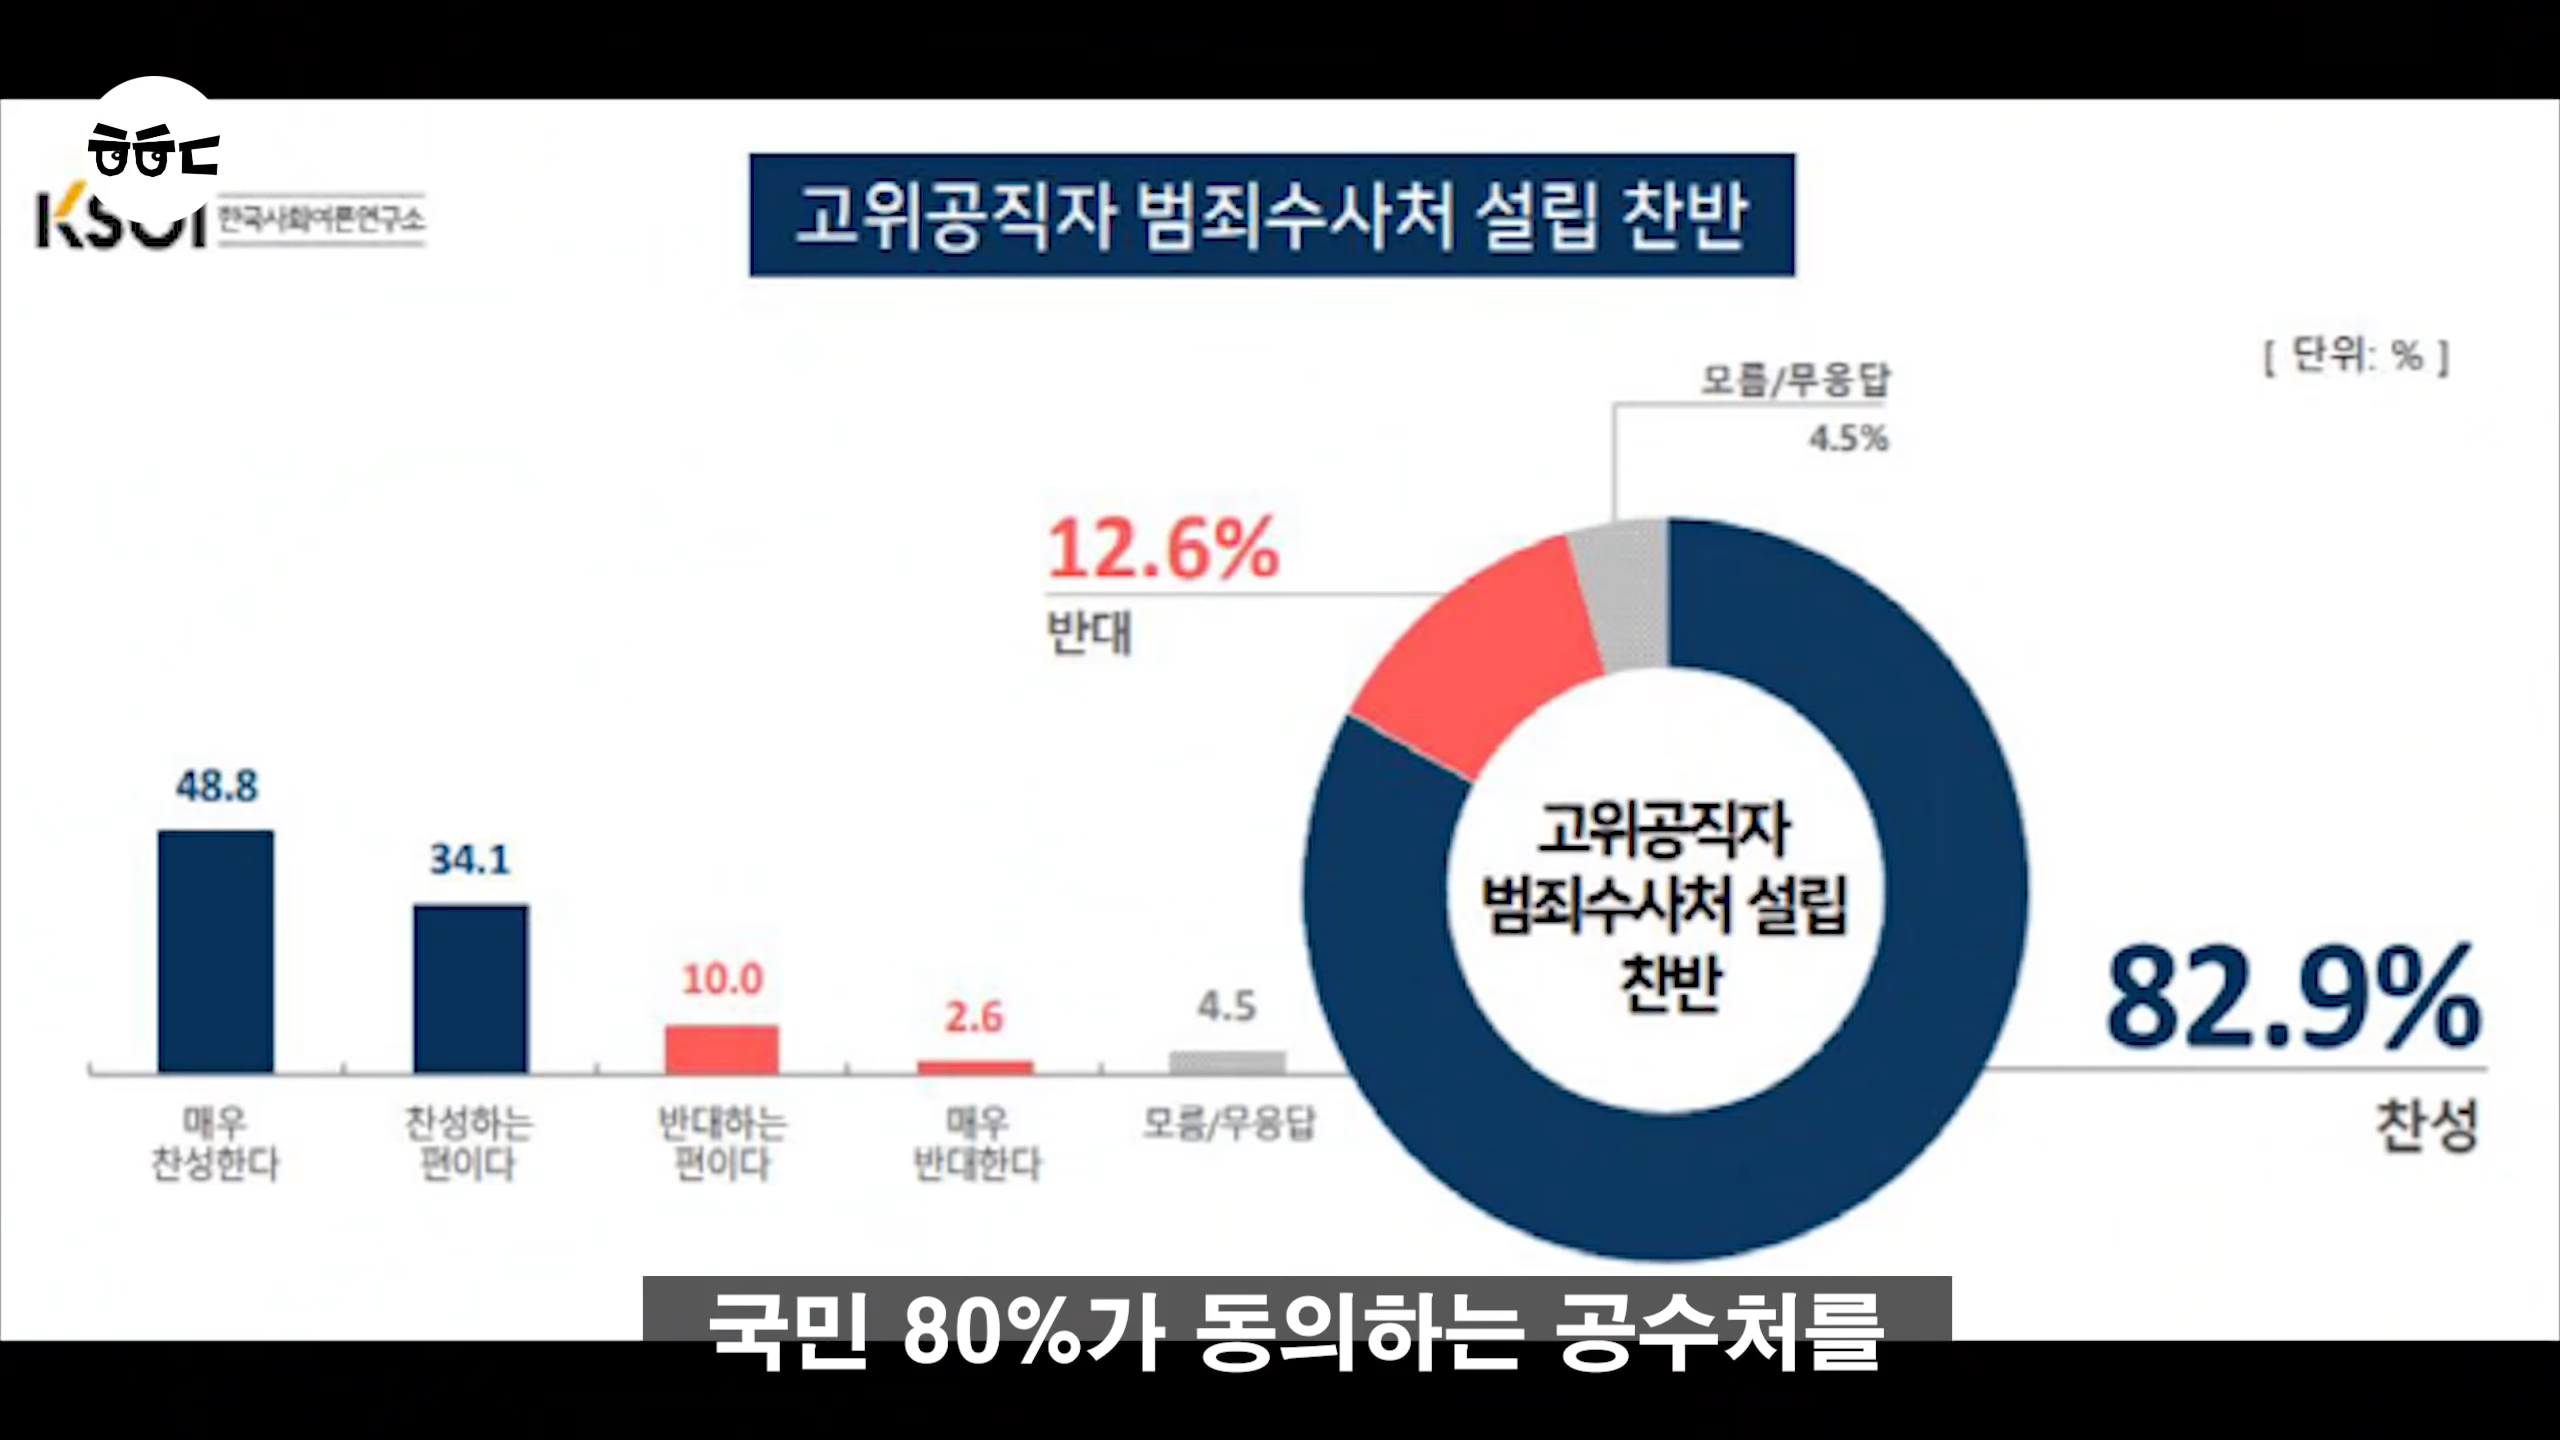 ㅎㅎㄷ
KSOI 한국사회여론연구소
고위공직자 범죄수사처 설립 찬반
[ 단위: % ]
모름/무응답
4.5%
12.6%
반대
48.8
34.1
10.0
2.6
4.5
매우
찬성한다
찬성하는
편이다
반대하는
편이다
매우
반대한다
모름/무응답
고위공직자
범죄수사처 설립
찬반
82.9%
찬성
국민 80%가 동의하는 공수처를